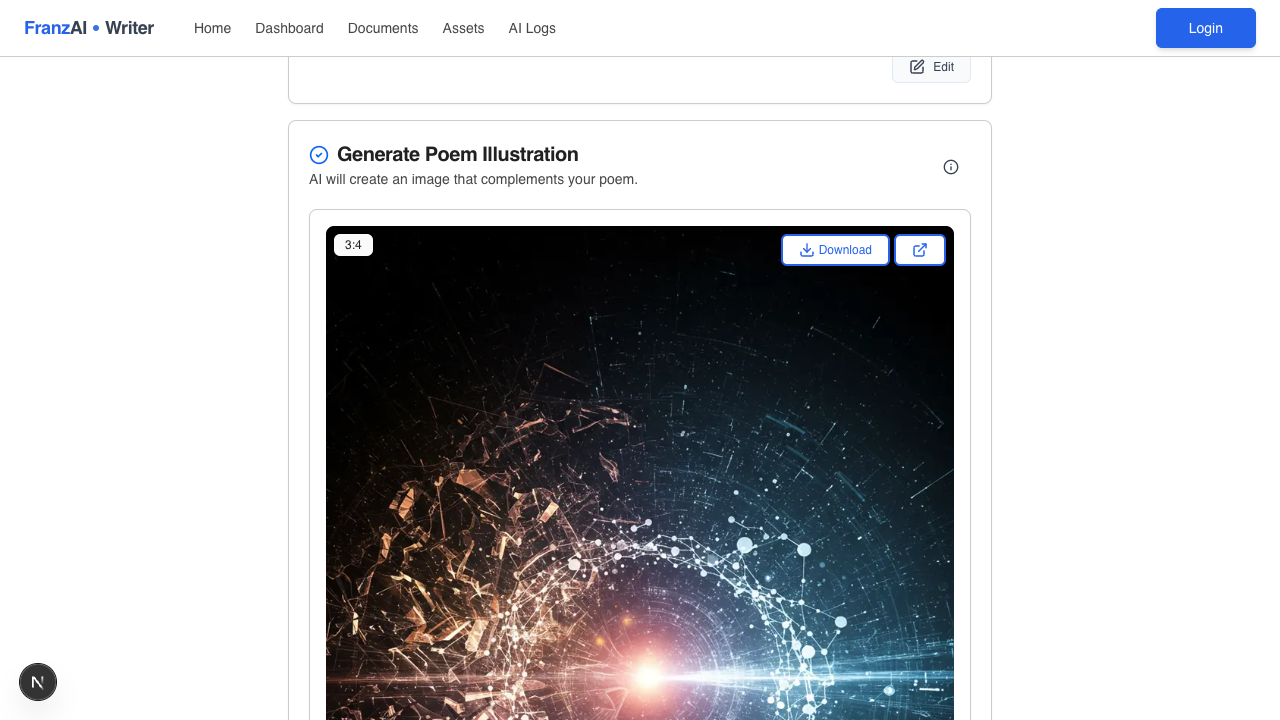 FranzAI • Writer Home Dashboard Documents Assets AI Logs Login
Edit
Generate Poem Illustration
AI will create an image that complements your poem.
3:4 Download
N